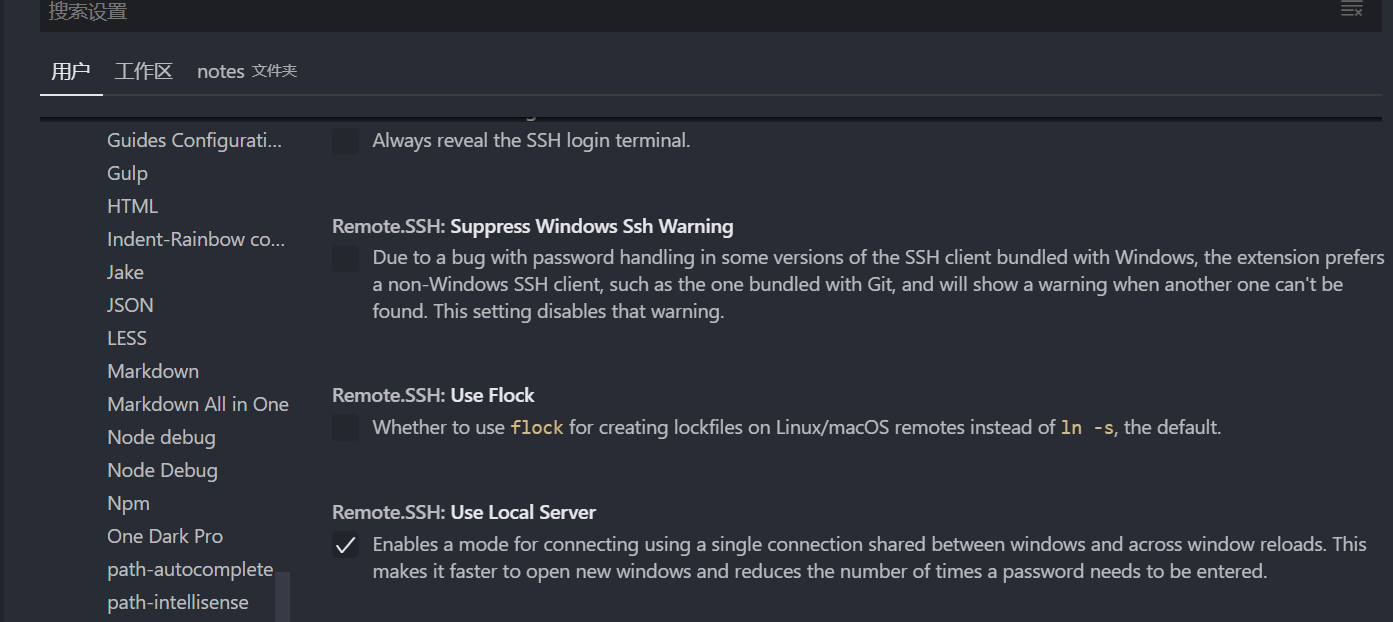 搜索设置
用户 工作区 notes 文件夹
Guides Configurati...
Gulp
HTML
Indent-Rainbow co...
Jake
JSON
LESS
Markdown
Markdown All in One
Node debug
Node Debug
Npm
One Dark Pro
path-autocomplete
path-intellisense
Always reveal the SSH login terminal.
Remote.SSH: Suppress Windows Ssh Warning
Due to a bug with password handling in some versions of the SSH client bundled with Windows, the extension prefers
a non-Windows SSH client, such as the one bundled with Git, and will show a warning when another one can't be
found. This setting disables that warning.
Remote.SSH: Use Flock
Whether to use flock for creating lockfiles on Linux/macOS remotes instead of ln -s, the default.
Remote.SSH: Use Local Server
Enables a mode for connecting using a single connection shared between windows and across window reloads. This
makes it faster to open new windows and reduces the number of times a password needs to be entered.